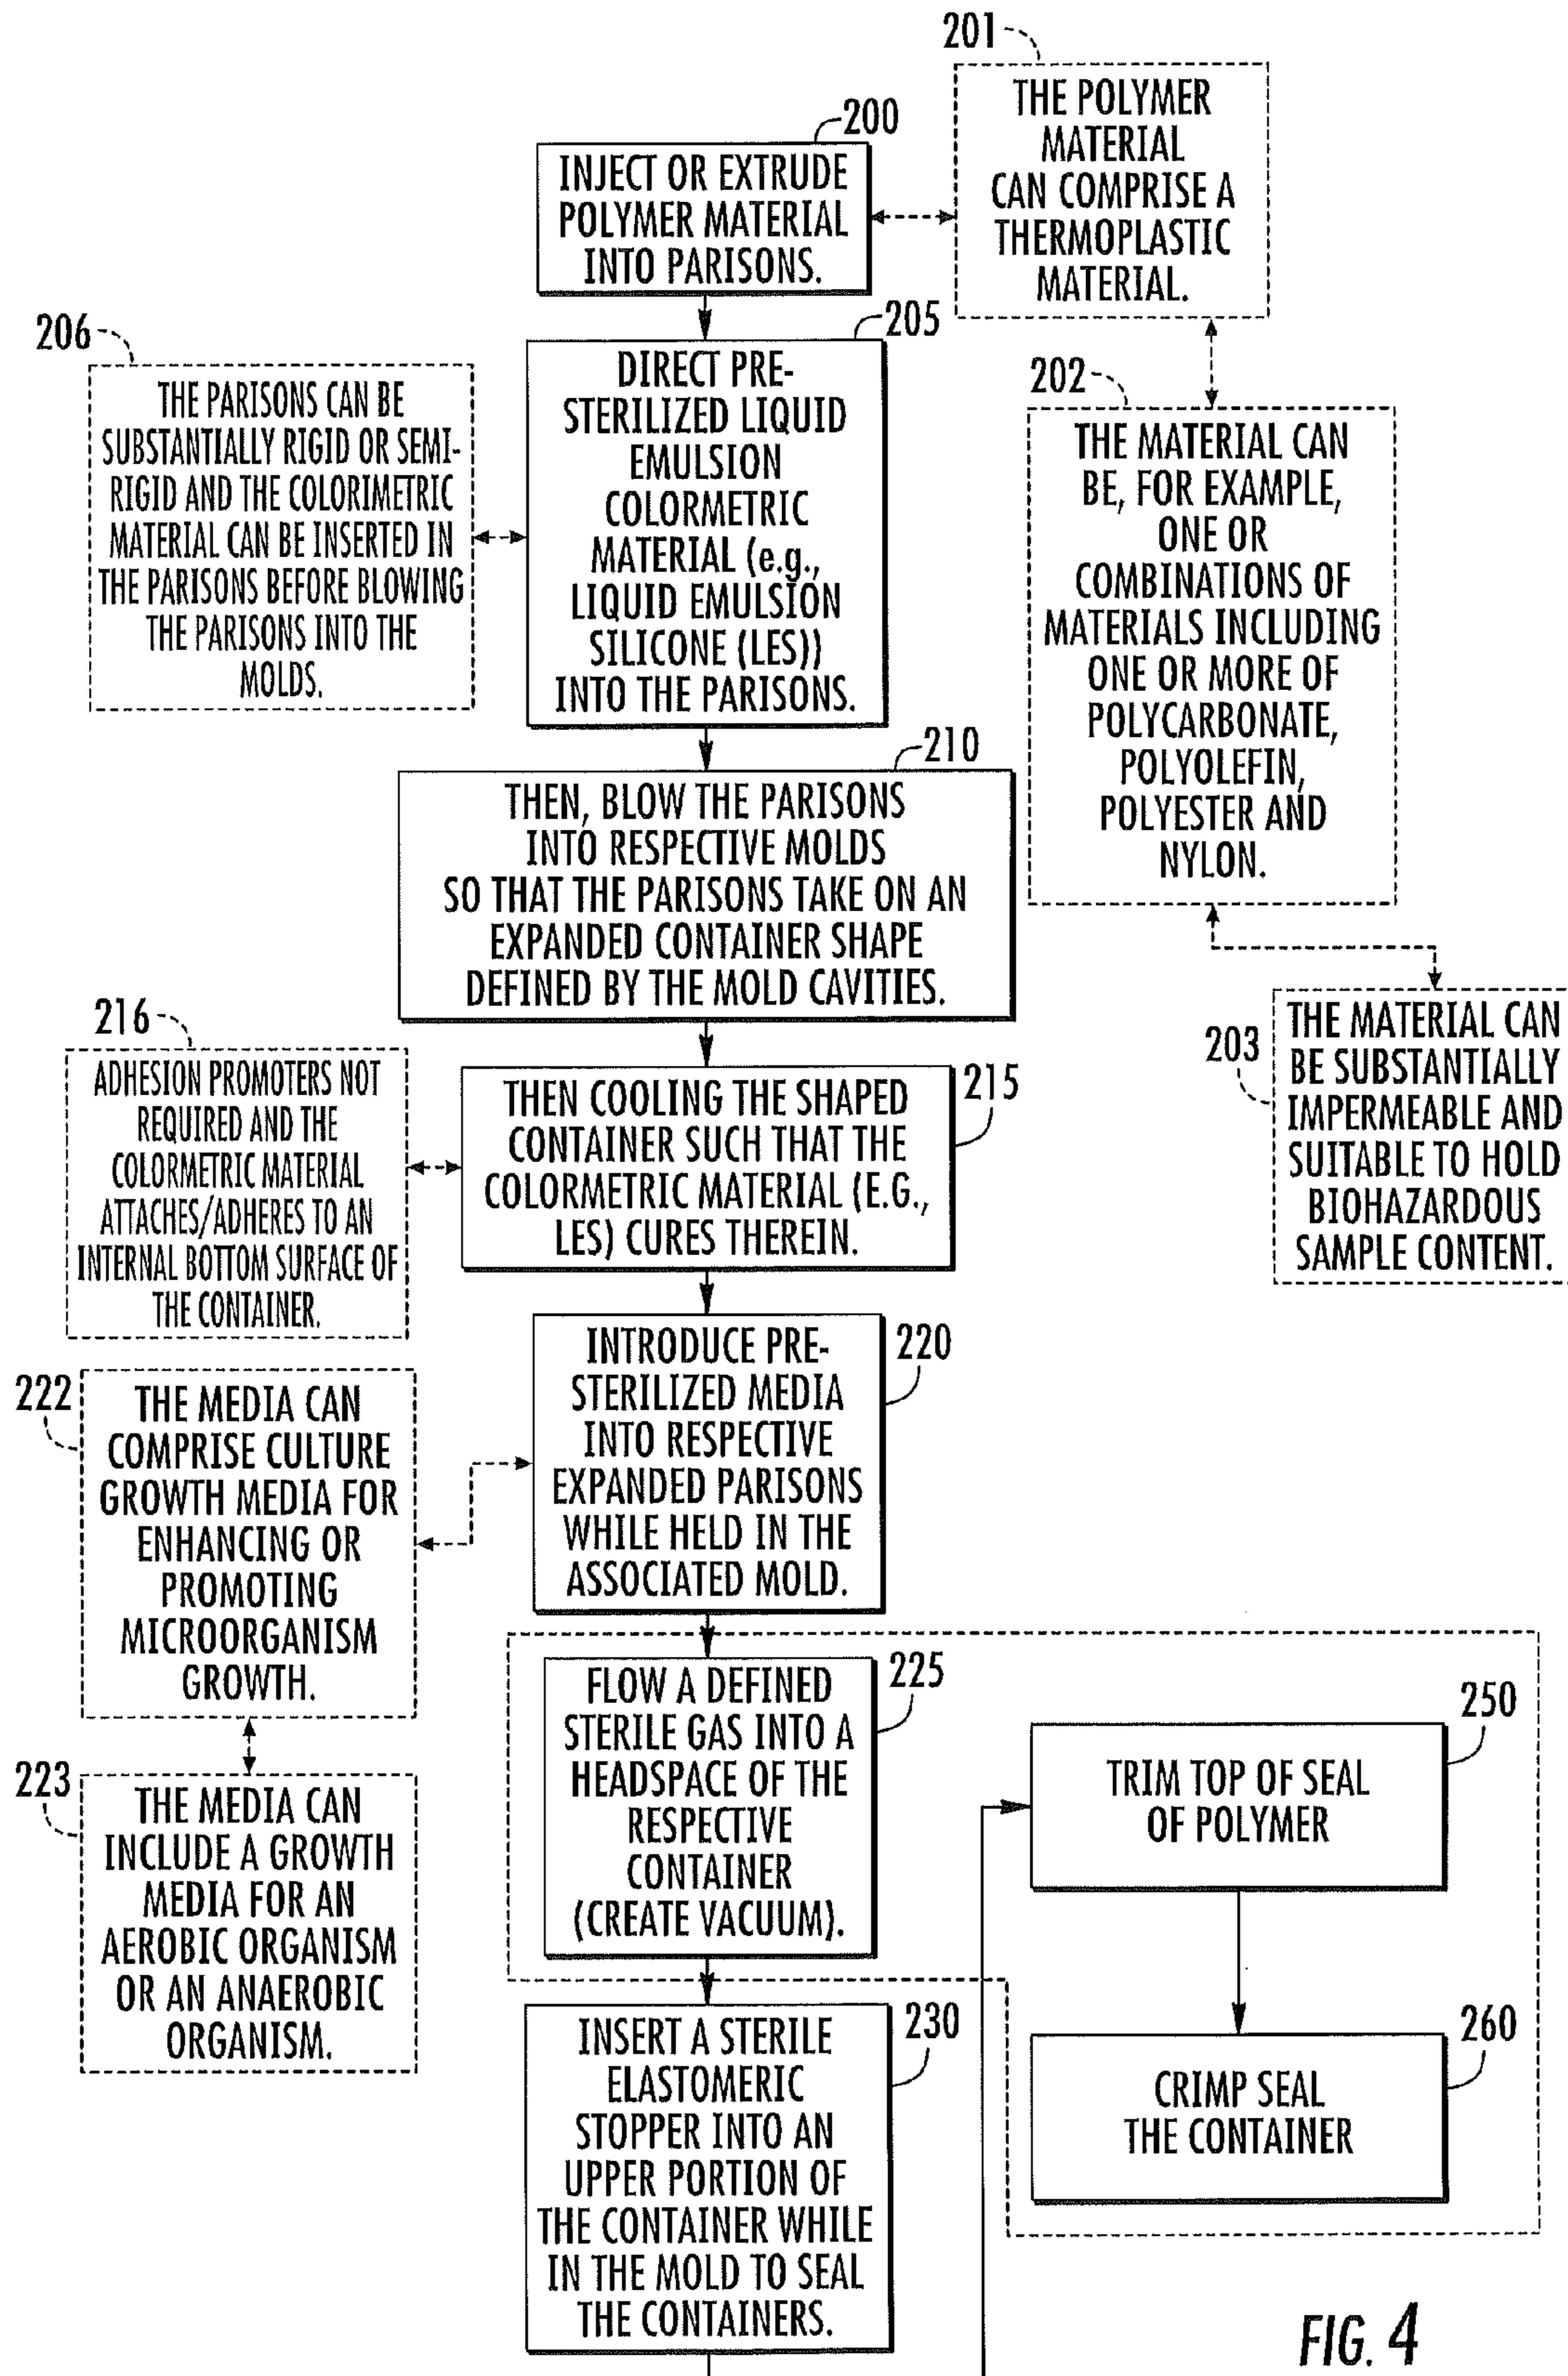 201
THE POLYMER
MATERIAL
CAN COMPRISE A
THERMOPLASTIC
MATERIAL.
200
INJECT OR EXTRUDE
POLYMER MATERIAL
INTO PARISONS.
205
DIRECT PRE-
STERILIZED LIQUID
EMULSION
COLORMETRIC
MATERIAL (e.g.,
LIQUID EMULSION
SILICONE (LES))
INTO THE PARISONS.
206
THE PARISONS CAN BE
SUBSTANTIALLY RIGID OR SEMI-
RIGID AND THE COLORIMETRIC
MATERIAL CAN BE INSERTED IN
THE PARISONS BEFORE BLOWING
THE PARISONS INTO THE
MOLDS.
202
THE MATERIAL CAN
BE, FOR EXAMPLE,
ONE OR
COMBINATIONS OF
MATERIALS INCLUDING
ONE OR MORE OF
POLYCARBONATE,
POLYOLEFIN,
POLYESTER AND
NYLON.
210
THEN, BLOW THE PARISONS
INTO RESPECTIVE MOLDS
SO THAT THE PARISONS TAKE ON AN
EXPANDED CONTAINER SHAPE
DEFINED BY THE MOLD CAVITIES.
203
THE MATERIAL CAN
BE SUBSTANTIALLY
IMPERMEABLE AND
SUITABLE TO HOLD
BIOHAZARDOUS
SAMPLE CONTENT.
216
ADHESION PROMOTERS NOT
REQUIRED AND THE
COLORMETRIC MATERIAL
ATTACHES/ADHERES TO AN
INTERNAL BOTTOM SURFACE OF
THE CONTAINER.
215
THEN COOLING THE SHAPED
CONTAINER SUCH THAT THE
COLORMETRIC MATERIAL (E.G.,
LES) CURES THEREIN.
220
INTRODUCE PRE-
STERILIZED MEDIA
INTO RESPECTIVE
EXPANDED PARISONS
WHILE HELD IN THE
ASSOCIATED MOLD.
222
THE MEDIA CAN
COMPRISE CULTURE
GROWTH MEDIA FOR
ENHANCING OR
PROMOTING
MICROORGANISM
GROWTH.
223
THE MEDIA CAN
INCLUDE A GROWTH
MEDIA FOR AN
AEROBIC ORGANISM
OR AN ANAEROBIC
ORGANISM.
225
FLOW A DEFINED
STERILE GAS INTO A
HEADSPACE OF THE
RESPECTIVE
CONTAINER
(CREATE VACUUM).
250
TRIM TOP OF SEAL
OF POLYMER
230
INSERT A STERILE
ELASTOMERIC
STOPPER INTO AN
UPPER PORTION OF
THE CONTAINER WHILE
IN THE MOLD TO SEAL
THE CONTAINERS.
260
CRIMP SEAL
THE CONTAINER
FIG. 4